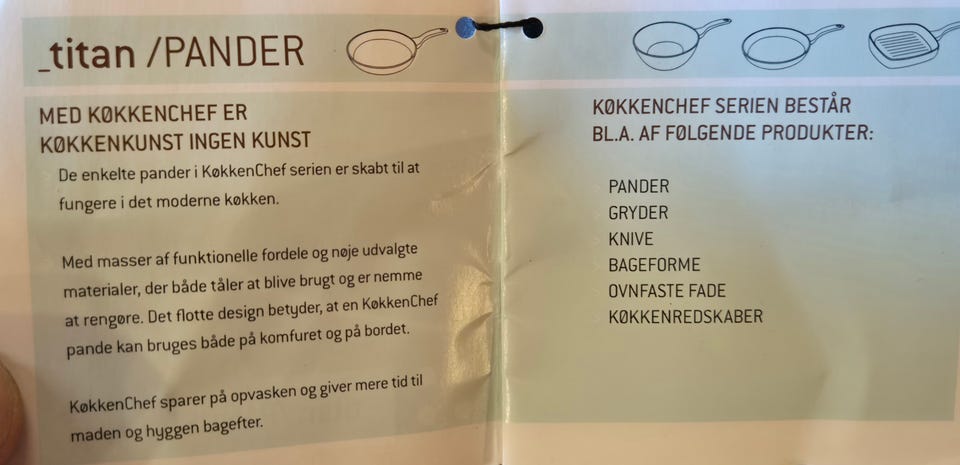 _titan /PANDER
MED KØKKENCHEF ER
KØKKENKUNST INGEN KUNST
De enkelte pander i KøkkenChef serien er skabt til at
fungere i det moderne køkken.
Med masser af funktionelle fordele og nøje udvalgte
materialer, der både tåler at blive brugt og er nemme
at rengøre. Det flotte design betyder, at en KøkkenChef
pande kan bruges både på komfuret og på bordet.
KøkkenChef sparer på opvasken og giver mere tid til
maden og hyggen bagefter.
KØKKENCHEF SERIEN BESTÅR
BL.A. AF FØLGENDE PRODUKTER:
PANDER
GRYDER
KNIVE
BAGEFORME
OVNFASTE FADE
KØKKENREDSKABER